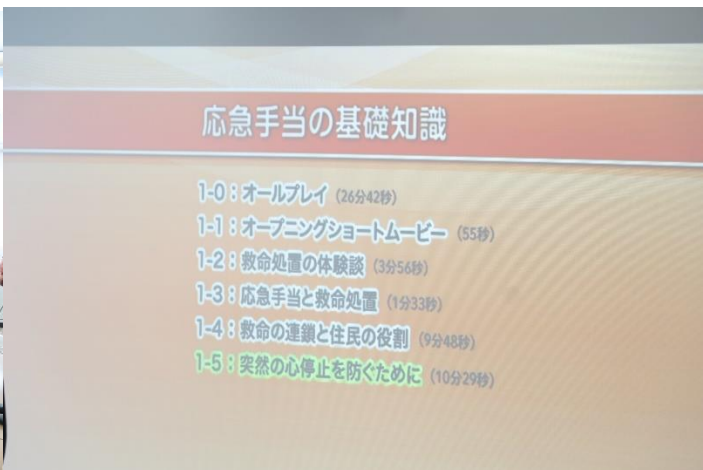 応急手当の基礎知識
1-0：オールプレイ（26分42秒）
1-1：オープニングショートムービー（55秒）
1-2：救命処置の体験談（3分56秒）
1-3：応急手当と救命処置（1分33秒）
1-4：救命の連鎖と住民の役割（9分48秒）
1-5：突然の心停止を防ぐために（10分29秒）